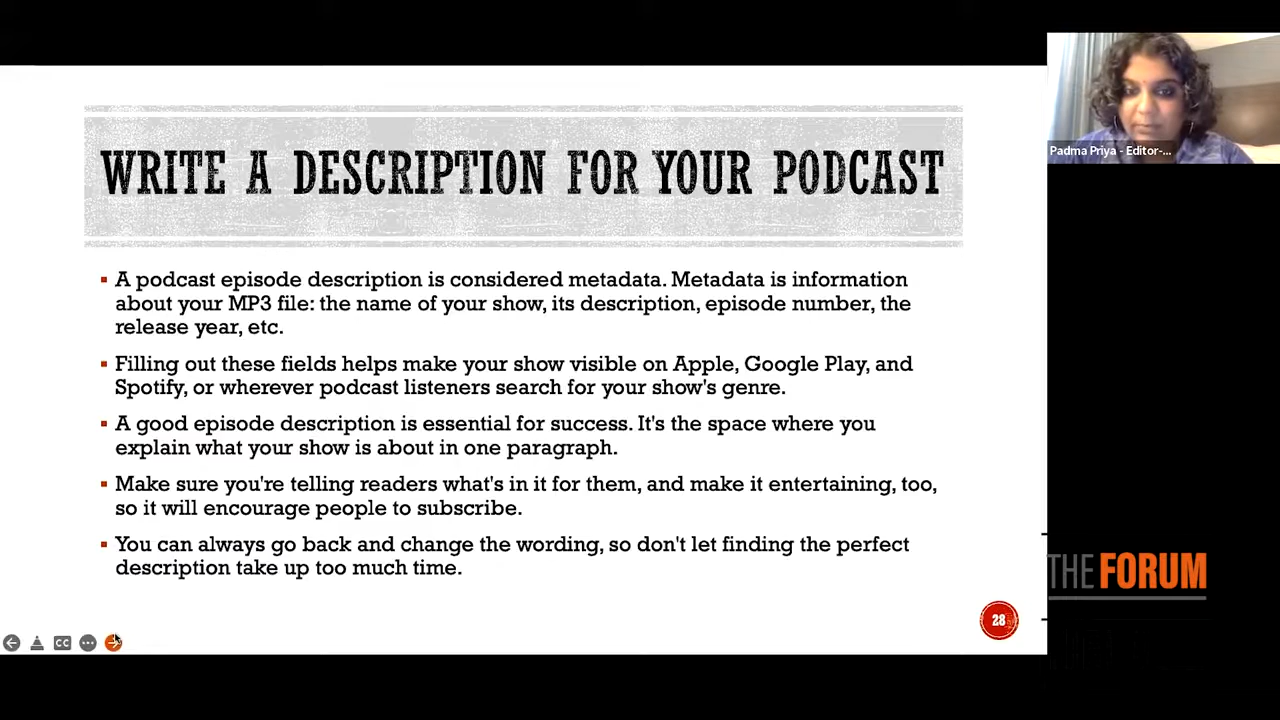 WRITE A DESCRIPTION FOR YOUR PODCAST
A podcast episode description is considered metadata. Metadata is information
about your MP3 file: the name of your show, its description, episode number, the
release year, etc.
Filling out these fields helps make your show visible on Apple, Google Play, and
Spotify, or wherever podcast listeners search for your show's genre.
A good episode description is essential for success. It's the space where you
explain what your show is about in one paragraph.
Make sure you're telling readers what's in it for them, and make it entertaining, too,
so it will encourage people to subscribe.
You can always go back and change the wording, so don't let finding the perfect
description take up too much time.
28
CC
Padma Priya - Editor-...
THE FORUM